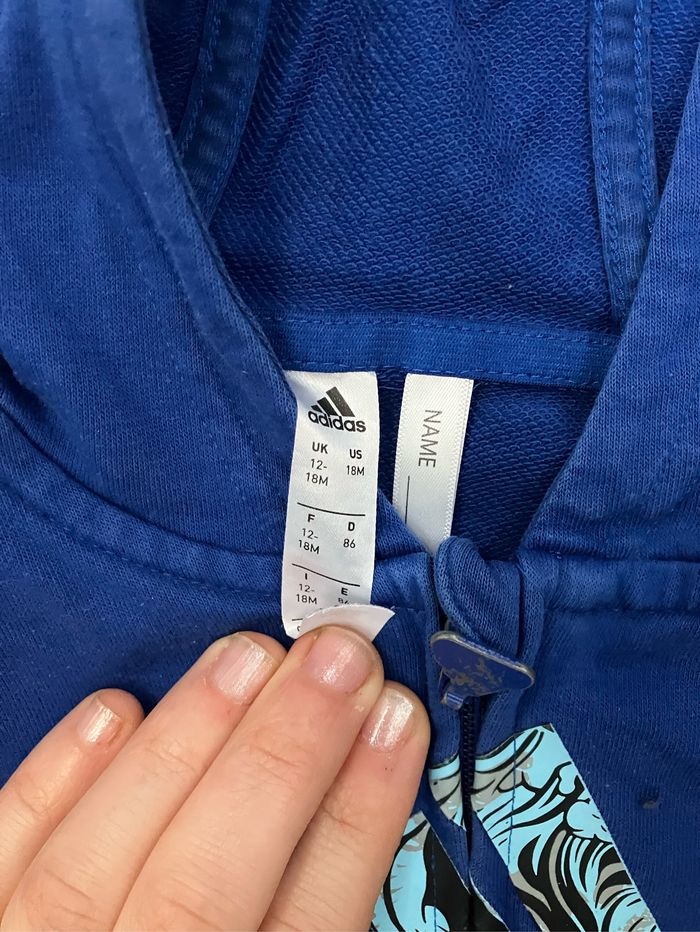 adidas
UK US
12-
18M 18M
F D
12-
18M 86
I E
12-
18M
NAME